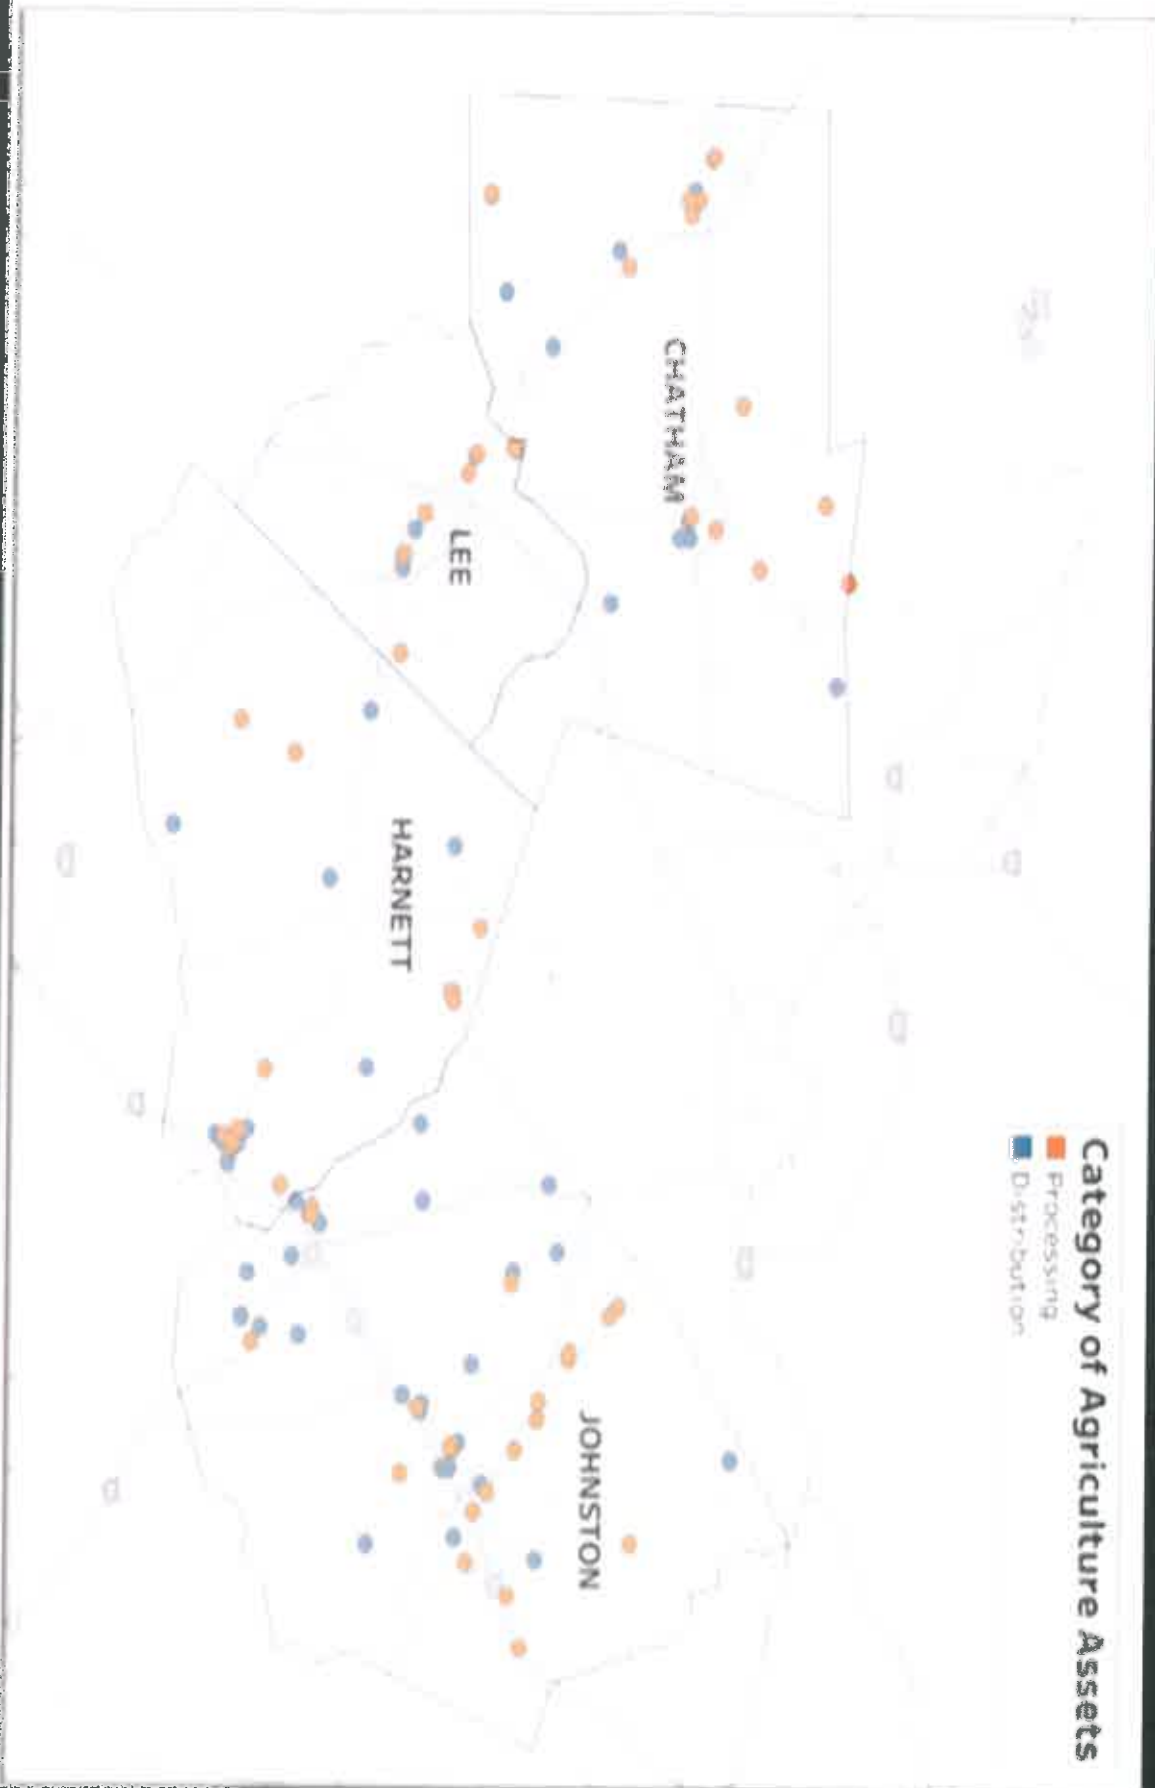 Category of Agriculture Assets
Processing
Distribution
CHATHAM
LEE
HARNETT
JOHNSTON